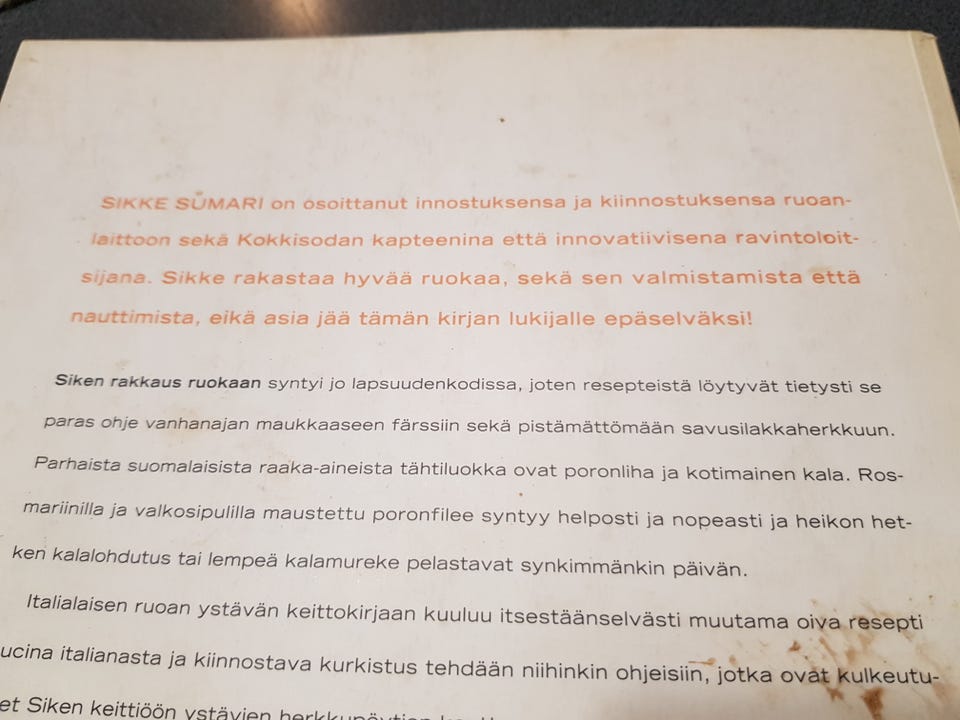 SIKKE SUMARI on osoittanut innostuksensa ja kiinnostuksensa ruoan-
laittoon sekä Kokkisodan kapteenina että innovatiivisena ravintoloit-
sijana. Sikke rakastaa hyvää ruokaa, sekä sen valmistamista että
nauttimista, eikä asia jää tämän kirjan lukijalle epäselväksi!
Siken rakkaus ruokaan syntyi jo lapsuudenkodissa, joten resepteistä löytyvät tietysti se
paras ohje vanhanajan maukkaaseen färssiin sekä pistämättömään savusilakkaherkkuun.
Parhaista suomalaisista raaka-aineista tähtiluokka ovat poronliha ja kotimainen kala. Ros-
mariinilla ja valkosipulilla maustettu poronfilee syntyy helposti ja nopeasti ja heikon het-
ken kalalohdutus tai lempeä kalamureke pelastavat synkimmänkin päivän.
Italialaisen ruoan ystävän keittokirjaan kuuluu itsestäänselvästi muutama oiva resepti
ucina italianasta ja kiinnostava kurkistus tehdään niihinkin ohjeisiin, jotka ovat kulkeutu-
et Siken keittiöön ystävien